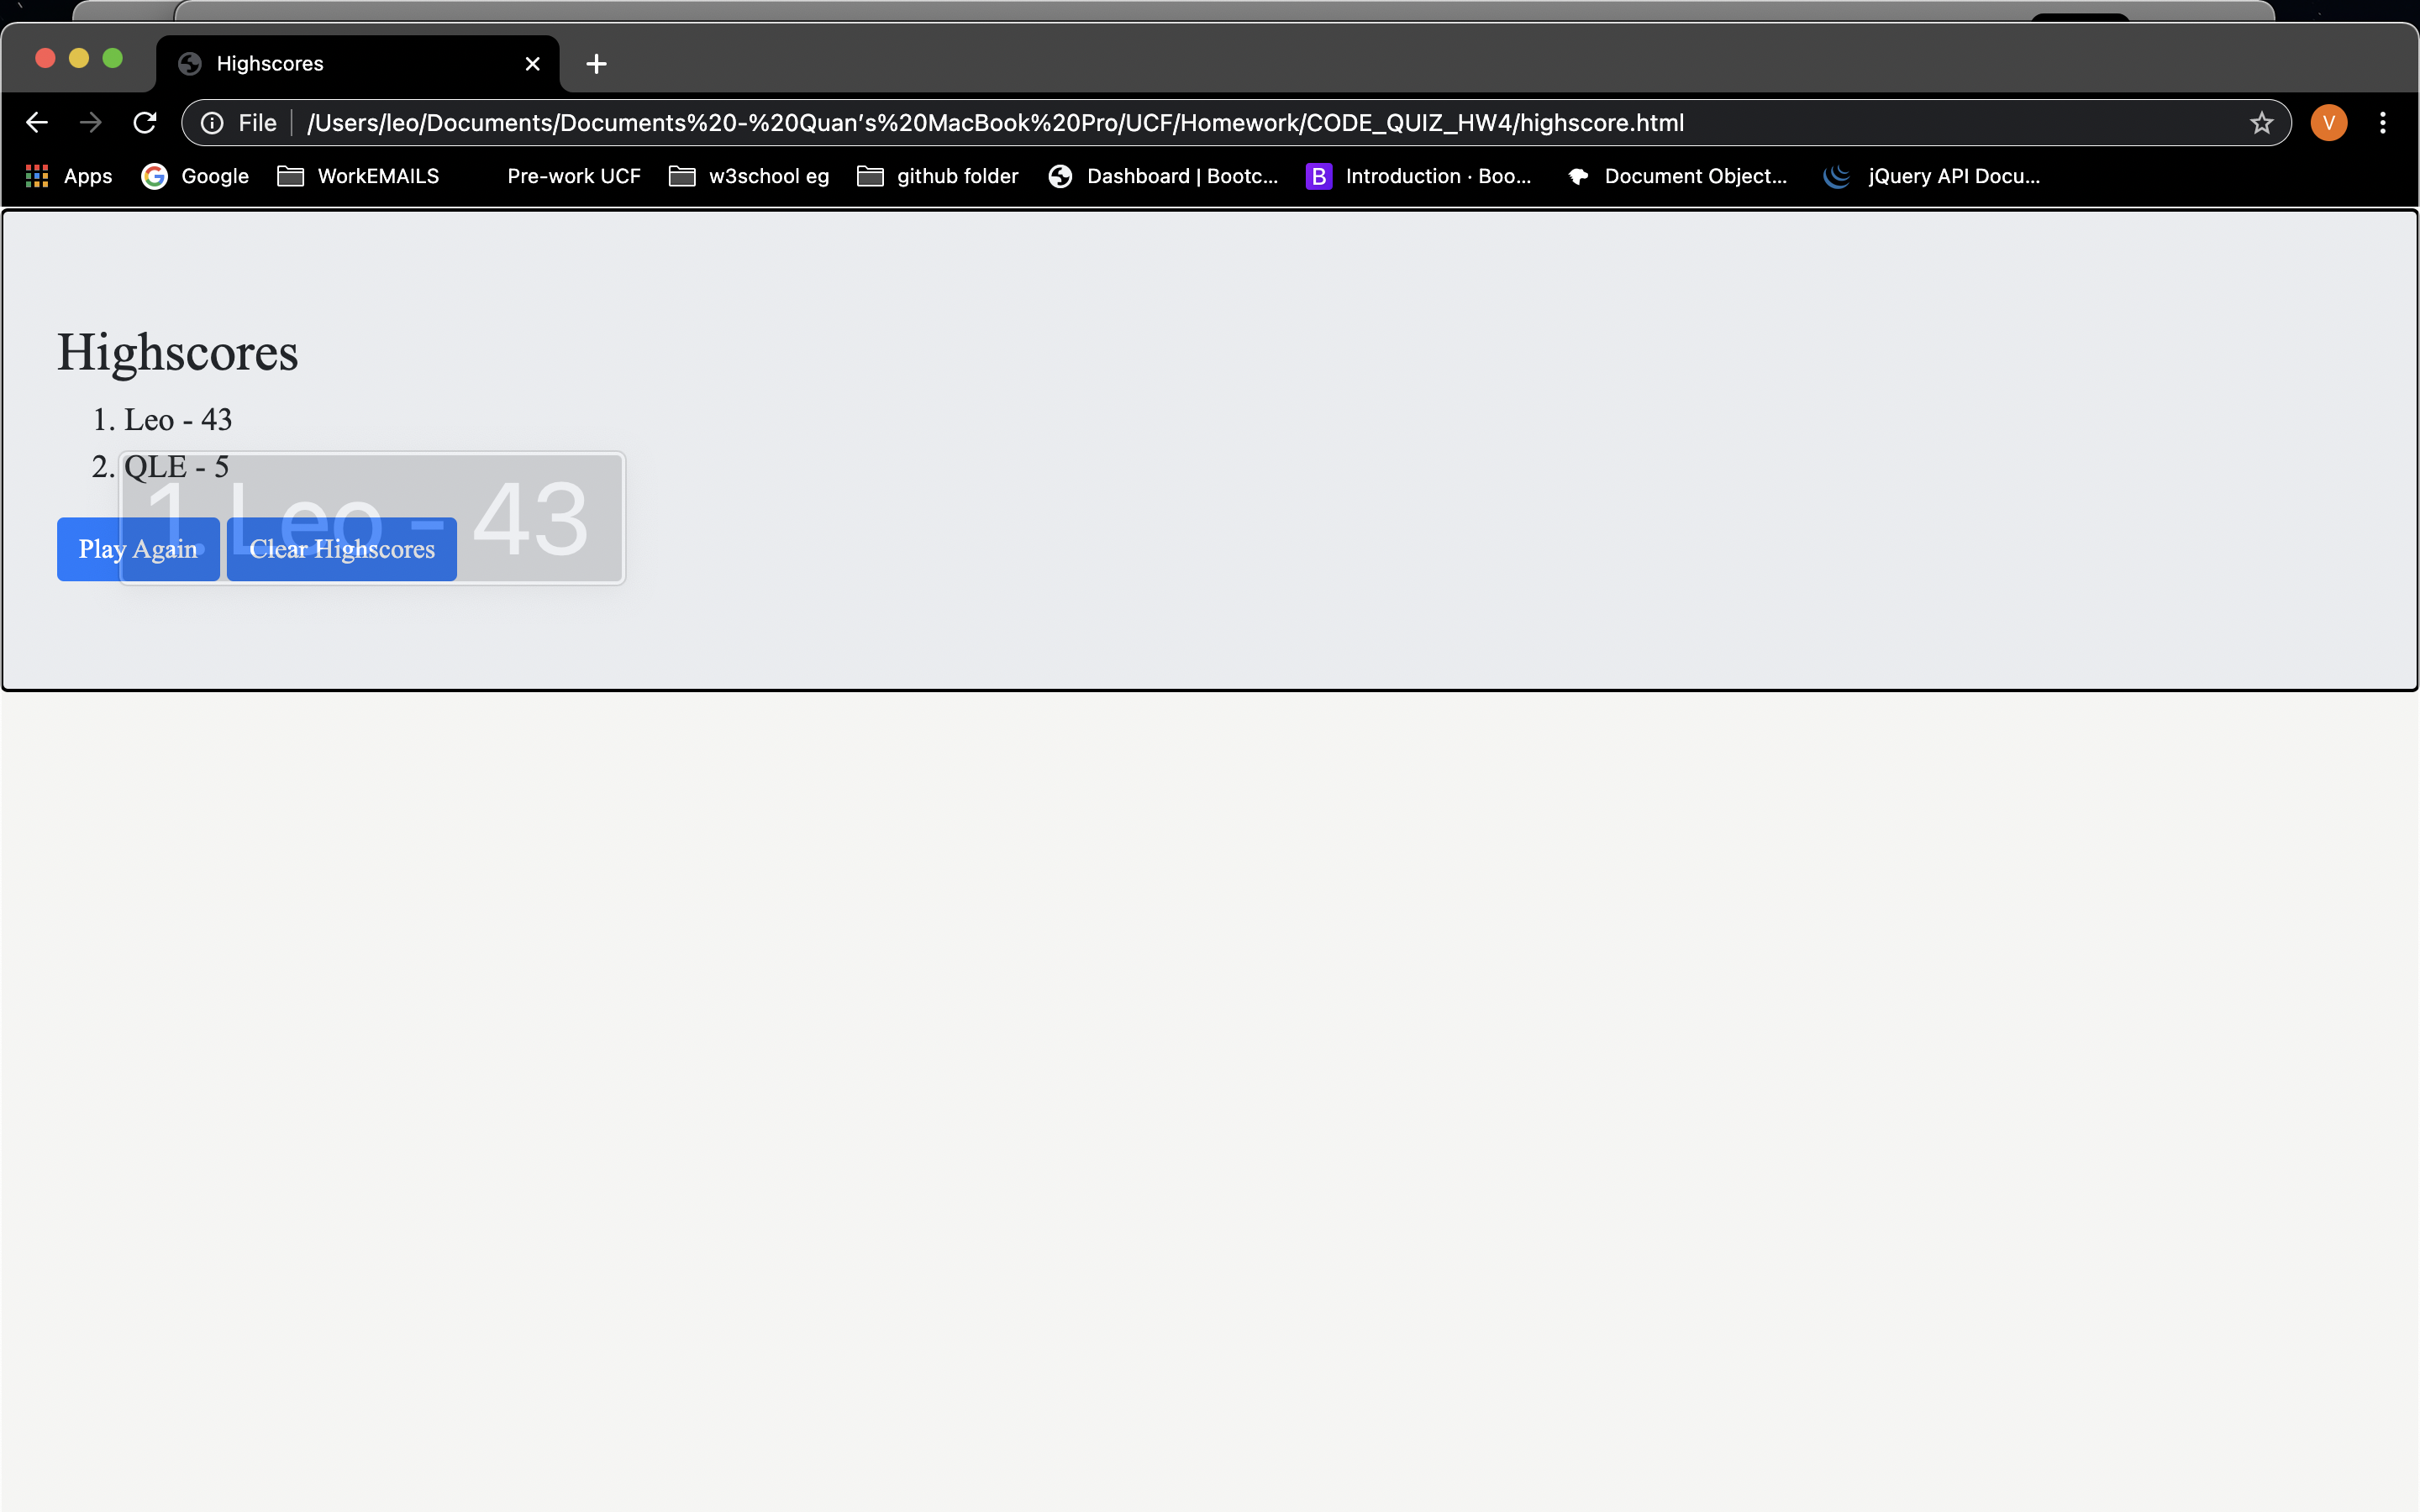 Highscores
File /Users/leo/Documents/Documents%20-%20Quan’s%20MacBook%20Pro/UCF/Homework/CODE_QUIZ_HW4/highscore.html V
Apps Google WorkEMAILS Pre-work UCF w3school eg github folder Dashboard | Bootc... B Introduction · Boo... Document Object... jQuery API Docu...
Highscores
1. Leo - 43
2. QLE - 5
1. Leo - 43
Play Again Clear Highscores